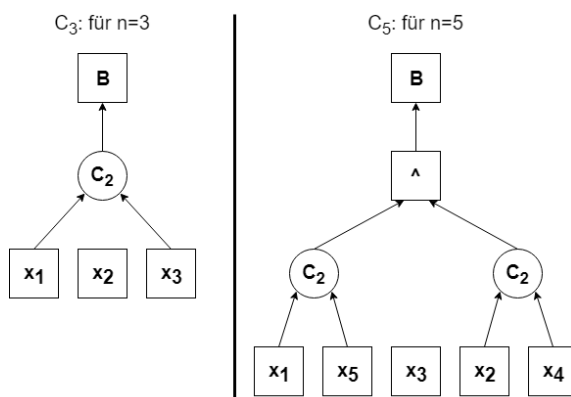 C₃: für n=3
C₅: für n=5
B
B
^
C₂
C₂
C₂
x₁ x₂ x₃
x₁ x₅ x₃ x₂ x₄